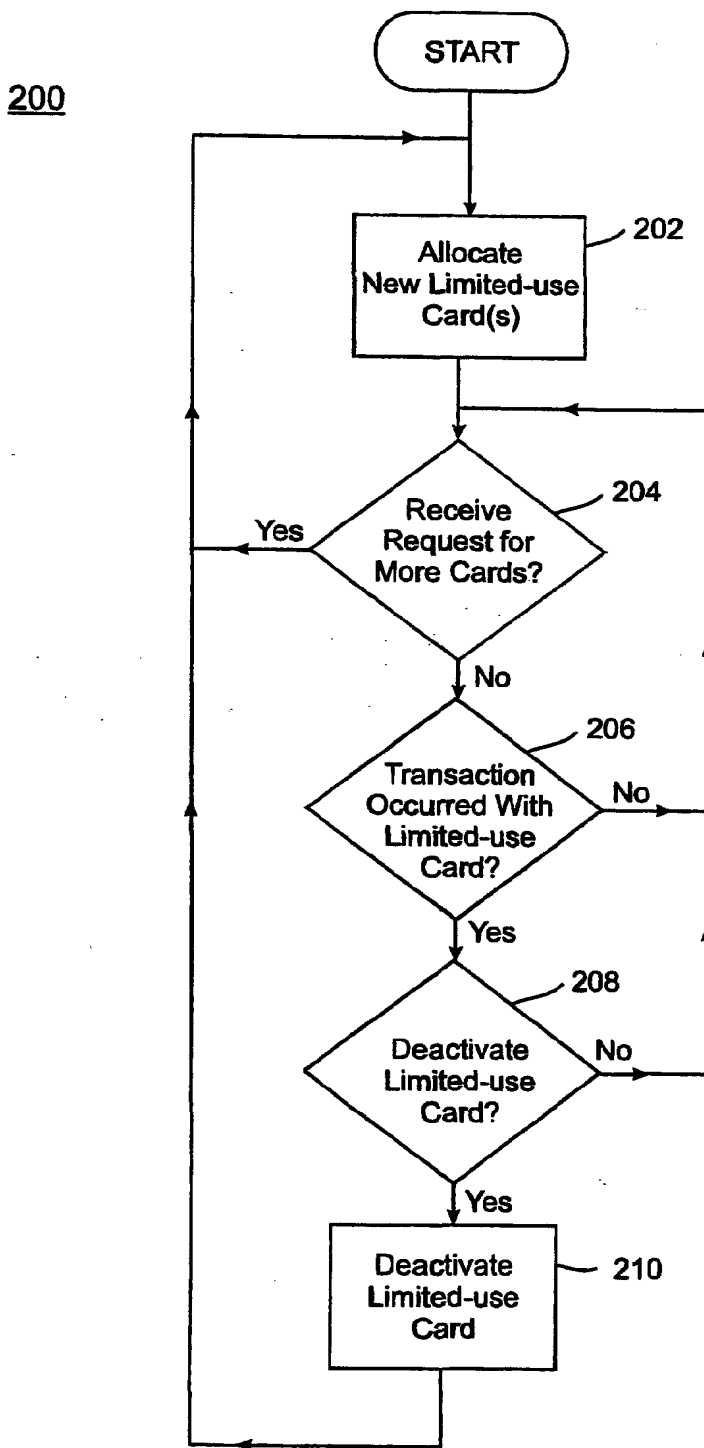 START
200
202
Allocate
New Limited-use
Card(s)
204
Receive
Request for
More Cards?
Yes
No
206
Transaction
Occurred With
Limited-use
Card?
No
Yes
208
Deactivate
Limited-use
Card?
No
Yes
Deactivate
Limited-use
Card
210